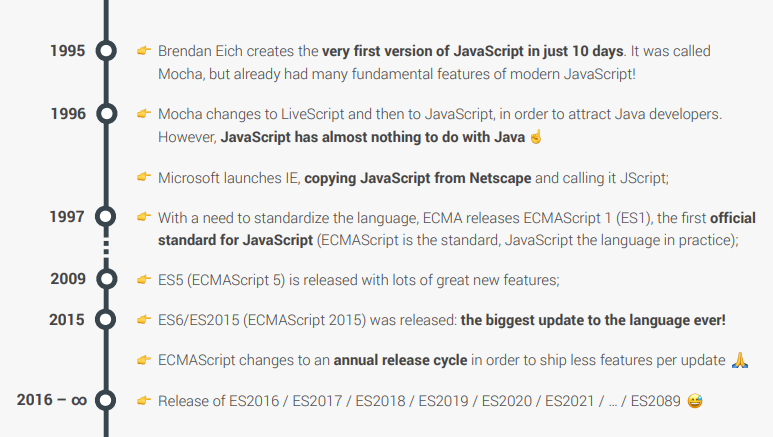 1995 👉 Brendan Eich creates the very first version of JavaScript in just 10 days. It was called
Mocha, but already had many fundamental features of modern JavaScript!
1996 👉 Mocha changes to LiveScript and then to JavaScript, in order to attract Java developers.
However, JavaScript has almost nothing to do with Java ☝️
👉 Microsoft launches IE, copying JavaScript from Netscape and calling it JScript;
1997 👉 With a need to standardize the language, ECMA releases ECMAScript 1 (ES1), the first official
standard for JavaScript (ECMAScript is the standard, JavaScript the language in practice);
2009 👉 ES5 (ECMAScript 5) is released with lots of great new features;
2015 👉 ES6/ES2015 (ECMAScript 2015) was released: the biggest update to the language ever!
👉 ECMAScript changes to an annual release cycle in order to ship less features per update 🙏
2016 – ∞ 👉 Release of ES2016 / ES2017 / ES2018 / ES2019 / ES2020 / ES2021 / … / ES2089 😅